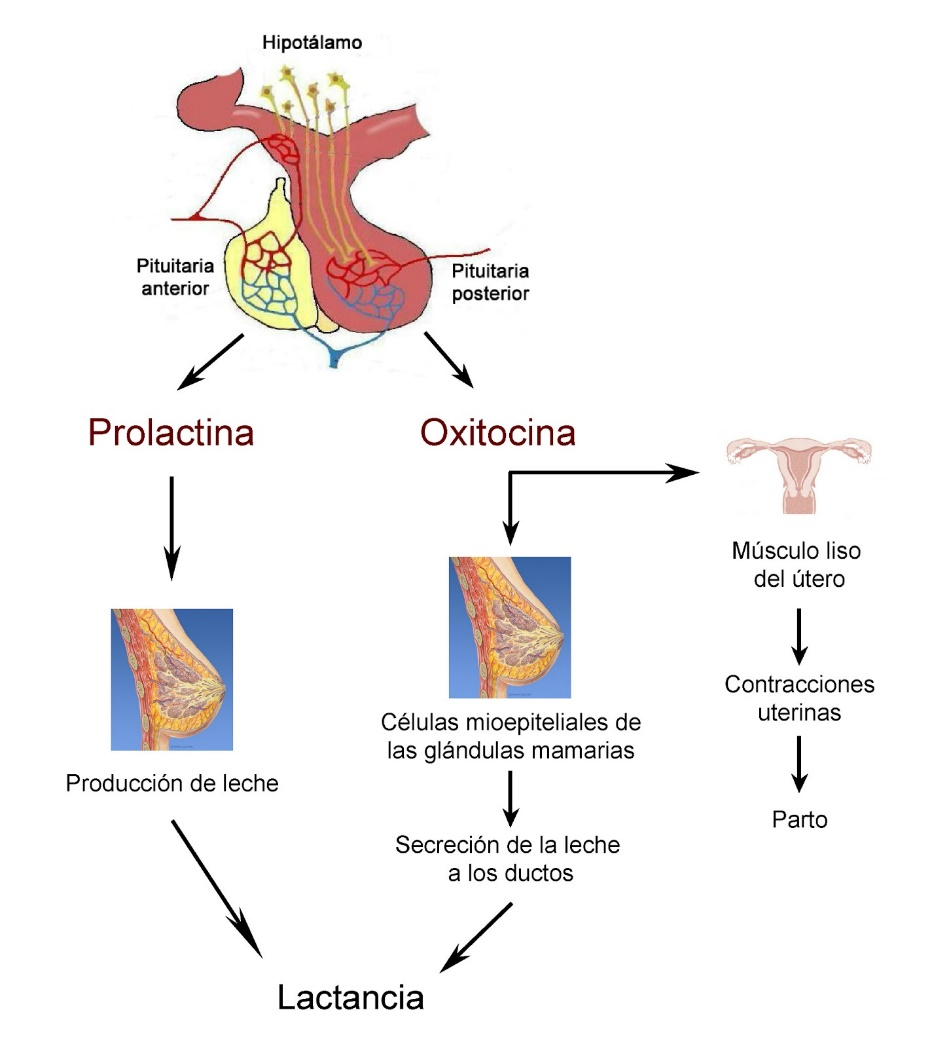 Hipotálamo
Pituitaria
anterior
Pituitaria
posterior
Prolactina
Oxitocina
Músculo liso
del útero
Contracciones
uterinas
Parto
Células mioepiteliales de
las glándulas mamarias
Producción de leche
Secreción de la leche
a los ductos
Lactancia